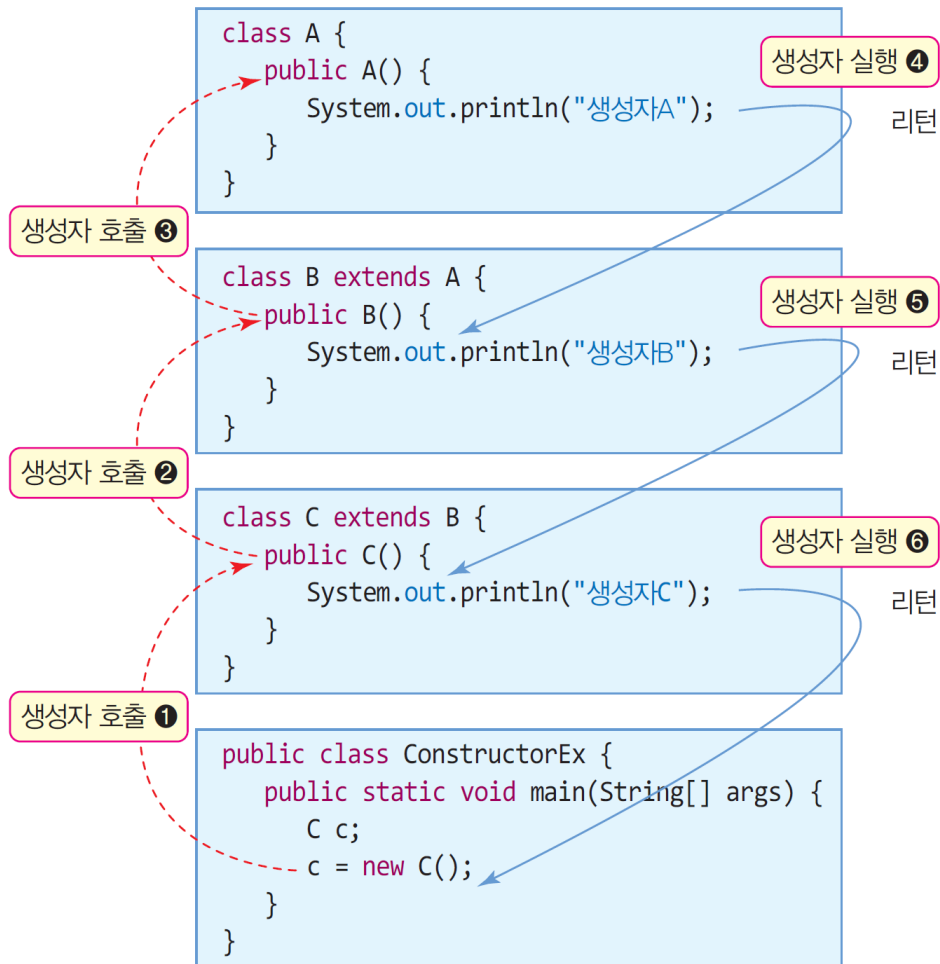 class A {
public A() {
System.out.println("생성자A");
}
}
생성자 실행 ❹
리턴
생성자 호출 ❸
class B extends A {
public B() {
System.out.println("생성자B");
}
}
생성자 실행 ❺
리턴
생성자 호출 ❷
class C extends B {
public C() {
System.out.println("생성자C");
}
}
생성자 실행 ❻
리턴
생성자 호출 ❶
public class ConstructorEx {
public static void main(String[] args) {
C c;
c = new C();
}
}